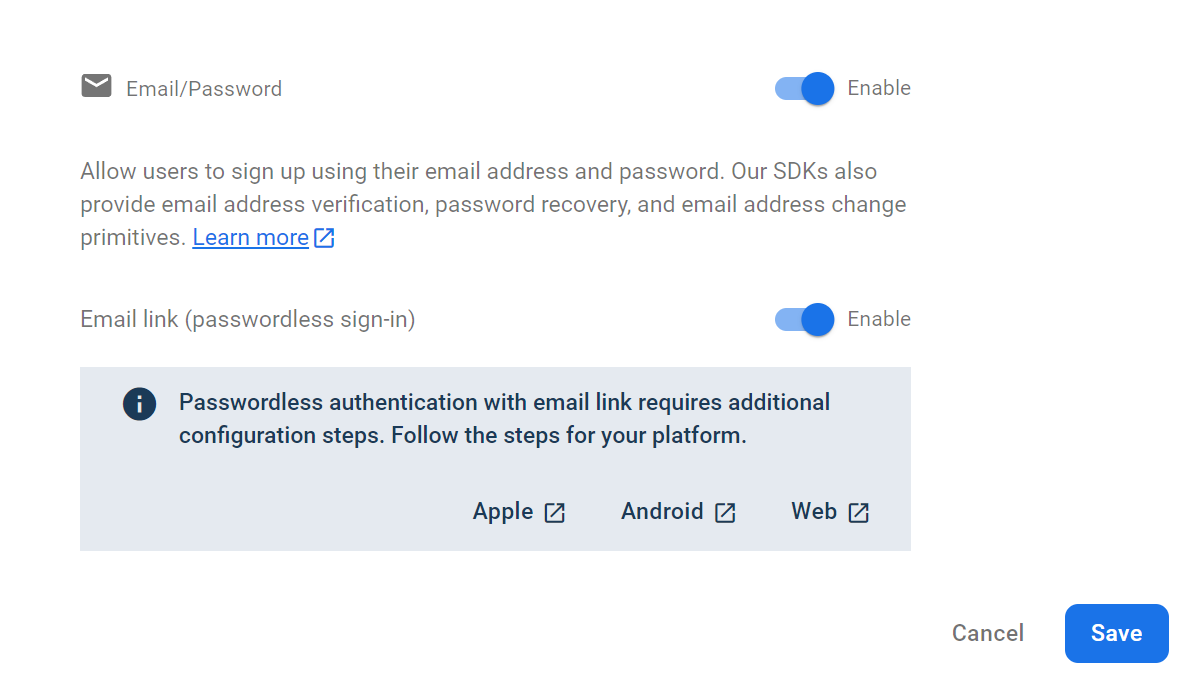 Email/Password
Enable
Allow users to sign up using their email address and password. Our SDKs also
provide email address verification, password recovery, and email address change
primitives. Learn more
Email link (passwordless sign-in)
Enable
Passwordless authentication with email link requires additional
configuration steps. Follow the steps for your platform.
Apple
Android
Web
Cancel
Save